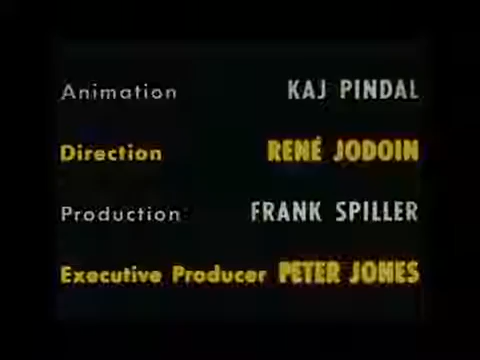 Animation KAJ PINDAL
Direction RENÉ JODOIN
Production FRANK SPILLER
Executive Producer PETER JONES